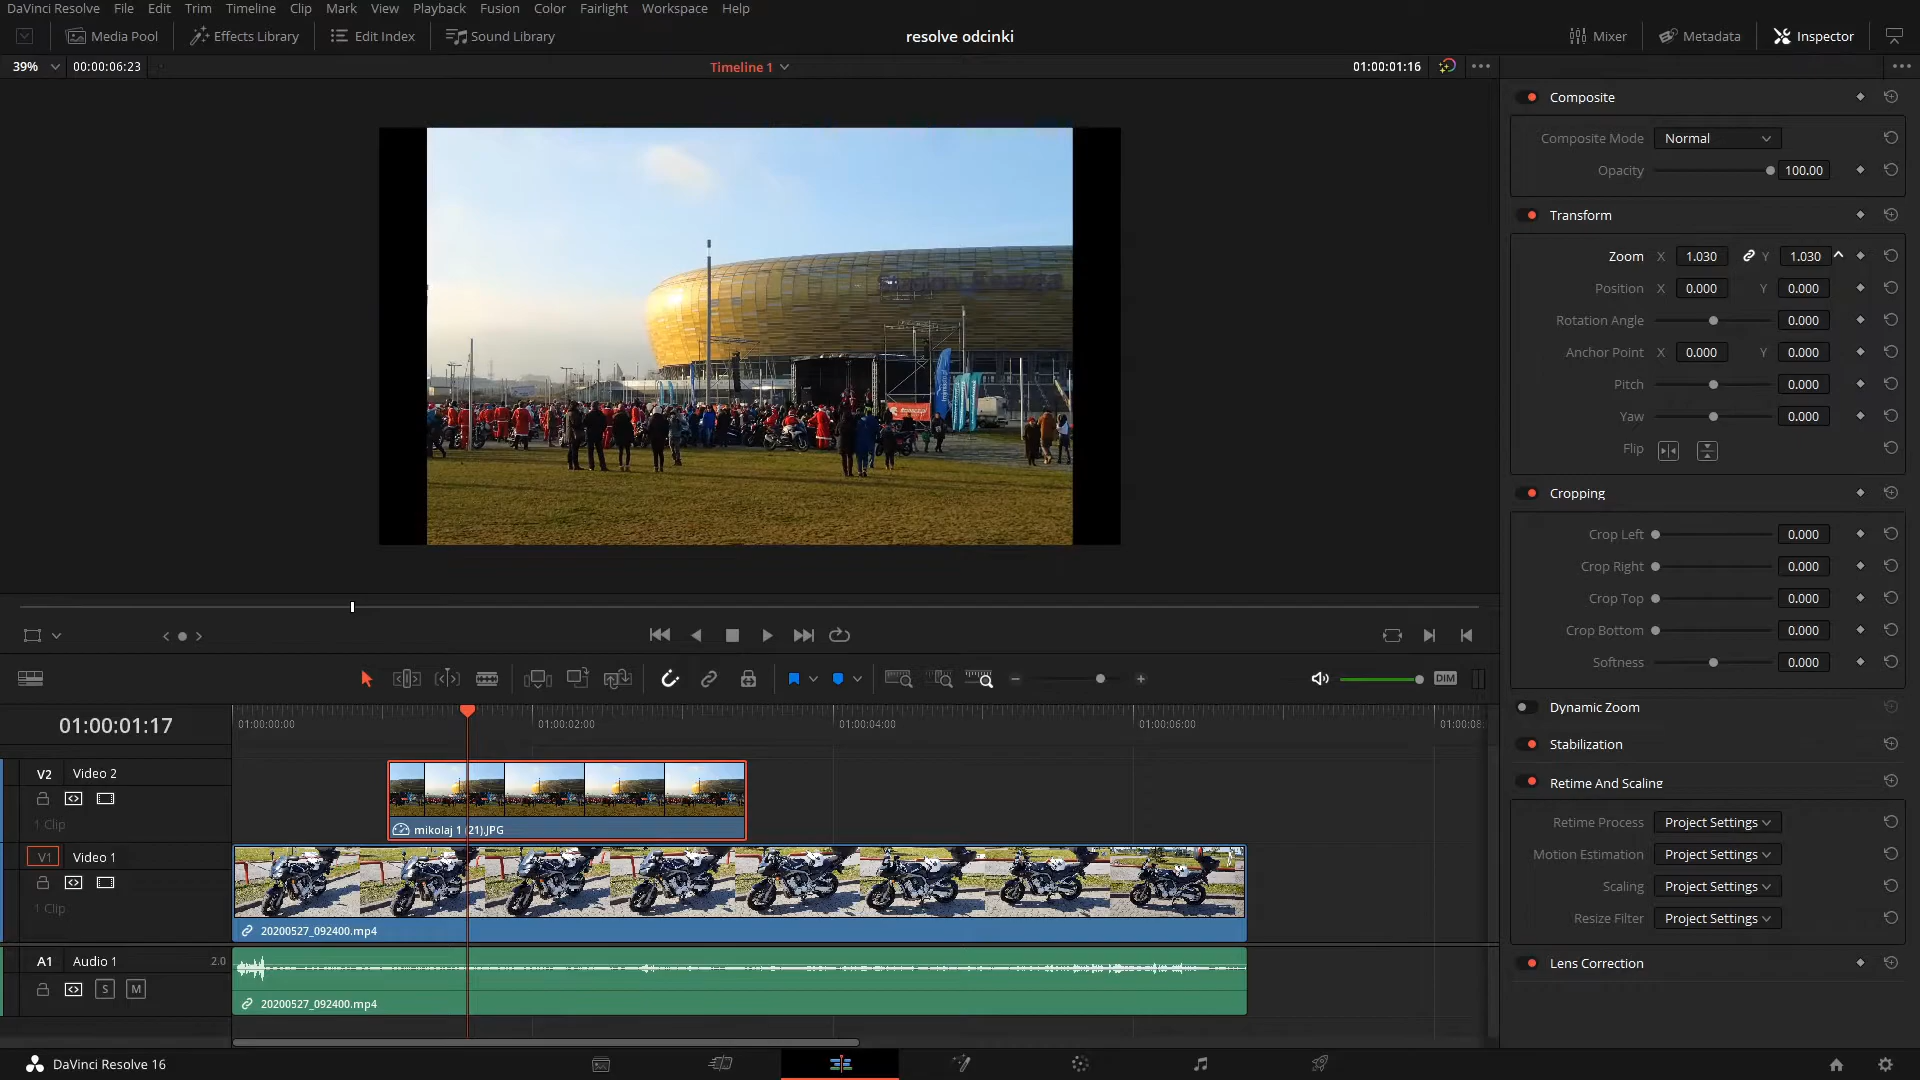 DaVinci Resolve File Edit Trim Timeline Clip Mark View Playback Fusion Color Fairlight Workspace Help
Media Pool Effects Library Edit Index Sound Library resolve odcinki Mixer Metadata Inspector
39% 00:00:06:23 Timeline 1 01:00:01:16
Composite
Composite Mode Normal
Opacity 100.00
Transform
Zoom X 1.030 Y 1.030
Position X 0.000 Y 0.000
Rotation Angle 0.000
Anchor Point X 0.000 Y 0.000
Pitch 0.000
Yaw 0.000
Flip
Cropping
Crop Left 0.000
Crop Right 0.000
Crop Top 0.000
Crop Bottom 0.000
Softness 0.000
Dynamic Zoom
Stabilization
Retime And Scaling
Retime Process Project Settings
Motion Estimation Project Settings
Scaling Project Settings
Resize Filter Project Settings
Lens Correction
DIM
01:00:01:17
01:00:00:00 01:00:02:00 01:00:04:00 01:00:06:00 01:00:08:
V2 Video 2
1 Clip
mikolaj 1 (21).JPG
V1 Video 1
1 Clip
20200527_092400.mp4
A1 Audio 1 2.0
S M
20200527_092400.mp4
DaVinci Resolve 16